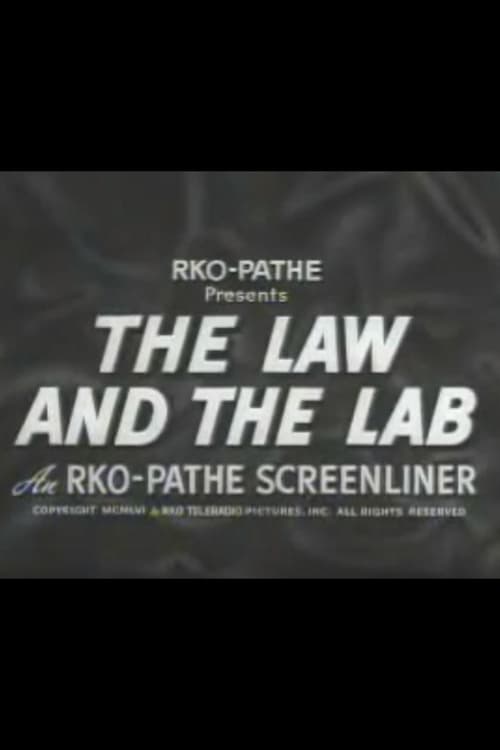 RKO-PATHE
Presents
THE LAW
AND THE LAB
An RKO-PATHE SCREENLINER
COPYRIGHT MCMLVI by RKO TELERADIO PICTURES, INC. ALL RIGHTS RESERVED